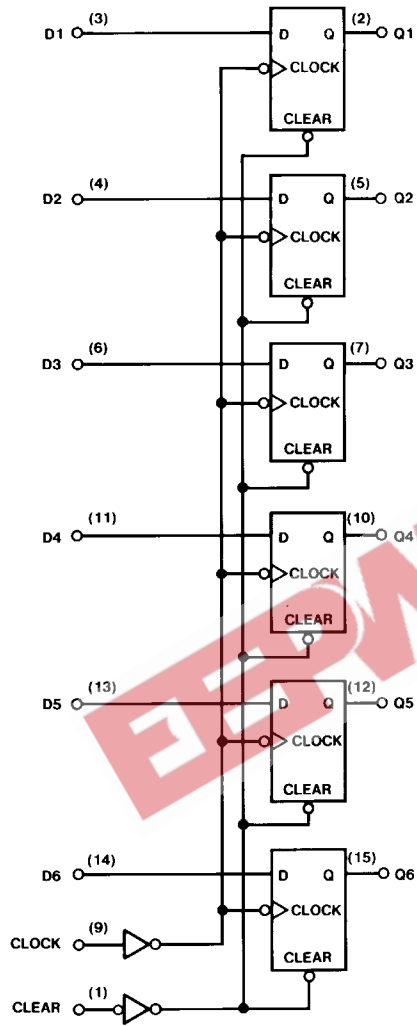 D1 (3) D Q (2) Q1
CLOCK
CLEAR
D2 (4) D Q (5) Q2
CLOCK
CLEAR
D3 (6) D Q (7) Q3
CLOCK
CLEAR
D4 (11) D Q (10) Q4
CLOCK
CLEAR
D5 (13) D Q (12) Q5
CLOCK
CLEAR
D6 (14) D Q (15) Q6
CLOCK (9) CLOCK
CLEAR
CLEAR (1)